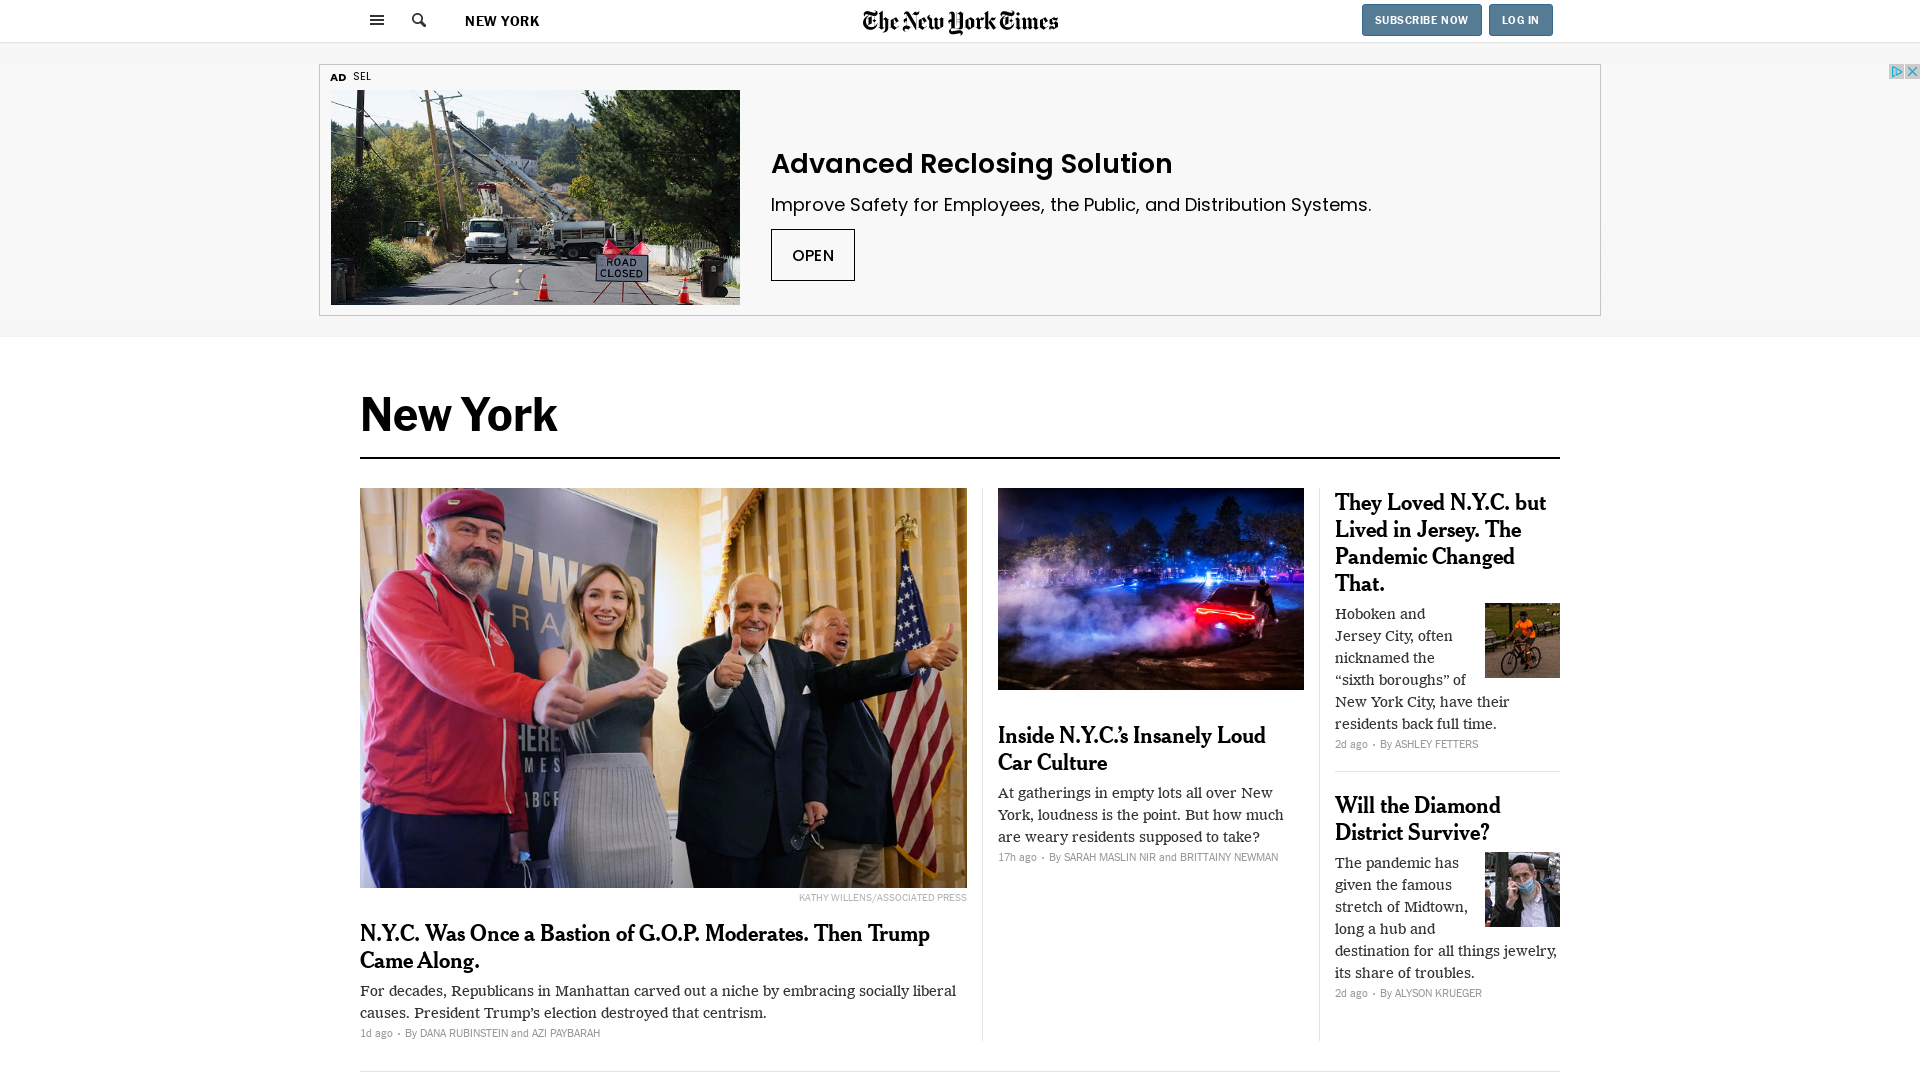 NEW YORK
The New York Times
SUBSCRIBE NOW
LOG IN
AD SEL
ROAD
CLOSED
Advanced Reclosing Solution
Improve Safety for Employees, the Public, and Distribution Systems.
OPEN
New York
77W
RA
HERE
MES
ABCF
KATHY WILLENS/ASSOCIATED PRESS
N.Y.C. Was Once a Bastion of G.O.P. Moderates. Then Trump
Came Along.
For decades, Republicans in Manhattan carved out a niche by embracing socially liberal
causes. President Trump’s election destroyed that centrism.
1d ago • By DANA RUBINSTEIN and AZI PAYBARAH
Inside N.Y.C.’s Insanely Loud
Car Culture
At gatherings in empty lots all over New
York, loudness is the point. But how much
are weary residents supposed to take?
17h ago • By SARAH MASLIN NIR and BRITTAINY NEWMAN
They Loved N.Y.C. but
Lived in Jersey. The
Pandemic Changed
That.
Hoboken and
Jersey City, often
nicknamed the
“sixth boroughs” of
New York City, have their
residents back full time.
2d ago • By ASHLEY FETTERS
Will the Diamond
District Survive?
The pandemic has
given the famous
stretch of Midtown,
long a hub and
destination for all things jewelry,
its share of troubles.
2d ago • By ALYSON KRUEGER